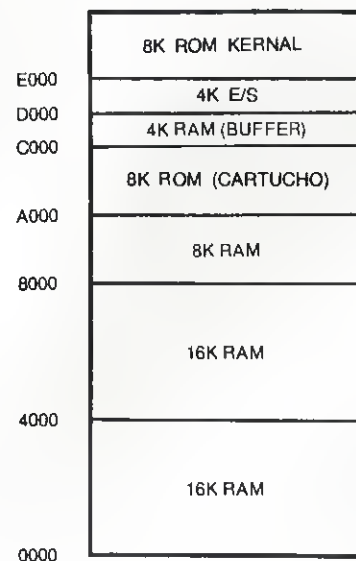 8K ROM KERNAL
E000
4K E/S
D000
4K RAM (BUFFER)
C000
8K ROM (CARTUCHO)
A000
8K RAM
8000
16K RAM
4000
16K RAM
0000